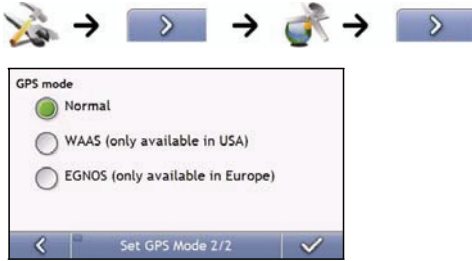 GPS mode
Normal
WAAS (only available in USA)
EGNOS (only available in Europe)
Set GPS Mode 2/2